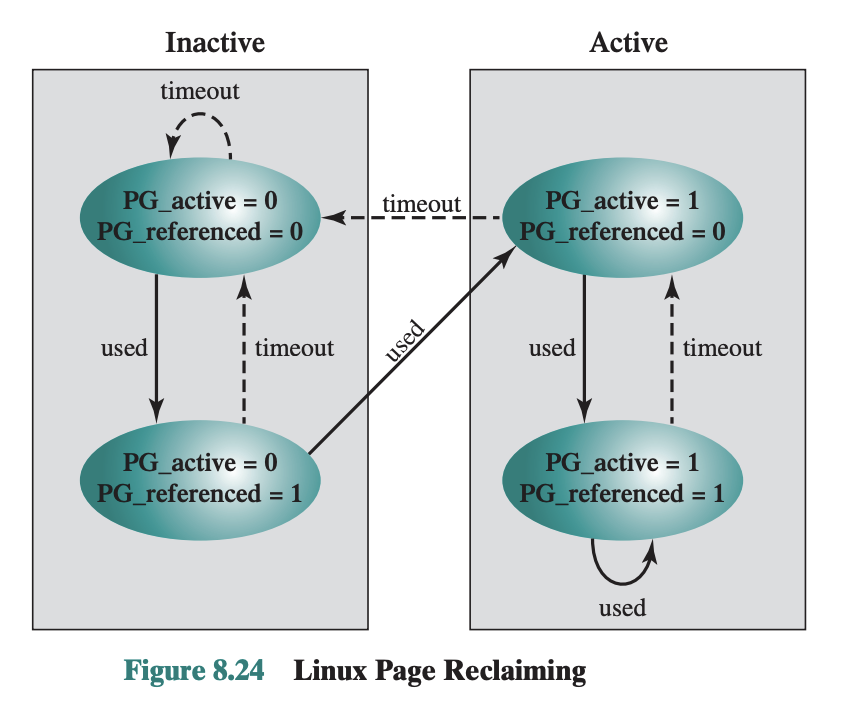 Inactive
Active
timeout
PG_active = 0
PG_referenced = 0
timeout
PG_active = 1
PG_referenced = 0
used
timeout
used
used
timeout
PG_active = 0
PG_referenced = 1
PG_active = 1
PG_referenced = 1
used
Figure 8.24 Linux Page Reclaiming